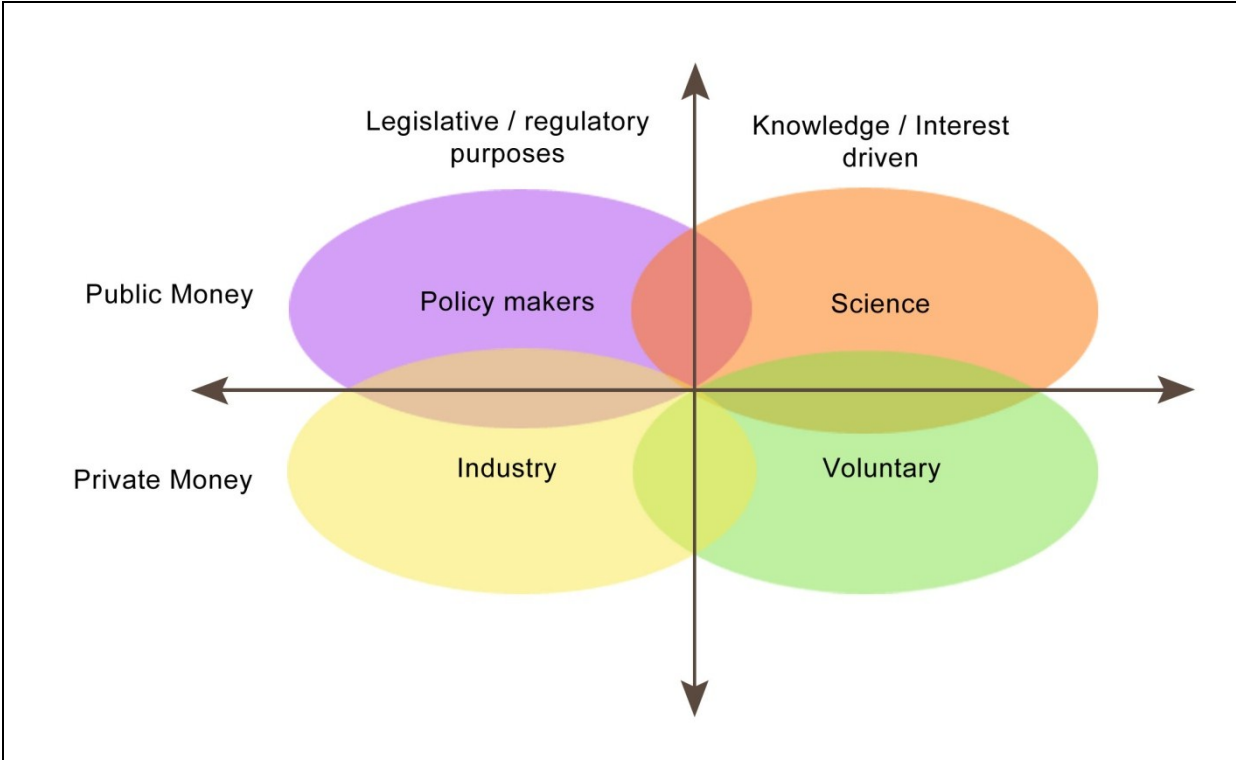 Legislative / regulatory
purposes
Knowledge / Interest
driven
Public Money
Policy makers
Science
Private Money
Industry
Voluntary